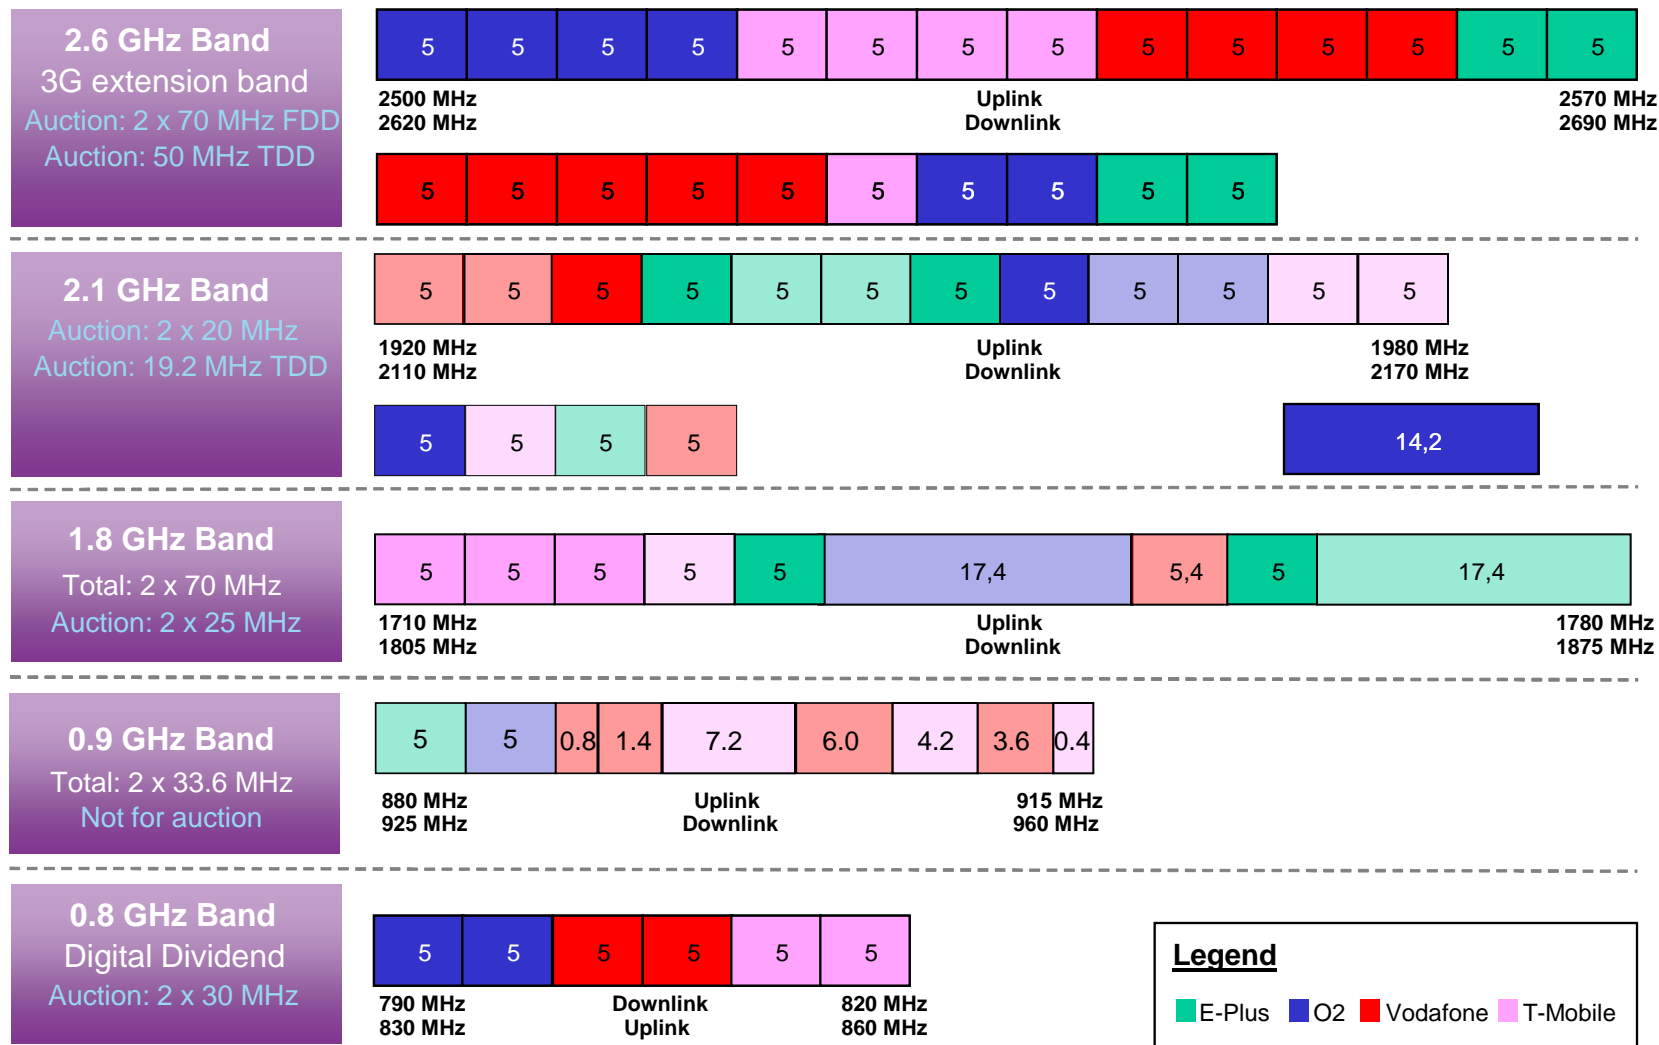 2.6 GHz Band
3G extension band
Auction: 2 x 70 MHz FDD
Auction: 50 MHz TDD
5 5 5 5 5 5 5 5 5 5 5 5 5 5
2500 MHz Uplink 2570 MHz
2620 MHz Downlink 2690 MHz
5 5 5 5 5 5 5 5 5 5
2.1 GHz Band
Auction: 2 x 20 MHz
Auction: 19.2 MHz TDD
5 5 5 5 5 5 5 5 5 5 5 5
1920 MHz Uplink 1980 MHz
2110 MHz Downlink 2170 MHz
5 5 5 5 14,2
1.8 GHz Band
Total: 2 x 70 MHz
Auction: 2 x 25 MHz
5 5 5 5 5 17,4 5,4 5 17,4
1710 MHz Uplink 1780 MHz
1805 MHz Downlink 1875 MHz
0.9 GHz Band
Total: 2 x 33.6 MHz
Not for auction
5 5 0.8 1.4 7.2 6.0 4.2 3.6 0.4
880 MHz Uplink 915 MHz
925 MHz Downlink 960 MHz
0.8 GHz Band
Digital Dividend
Auction: 2 x 30 MHz
5 5 5 5 5 5
790 MHz Downlink 820 MHz
830 MHz Uplink 860 MHz
Legend
E-Plus O2 Vodafone T-Mobile